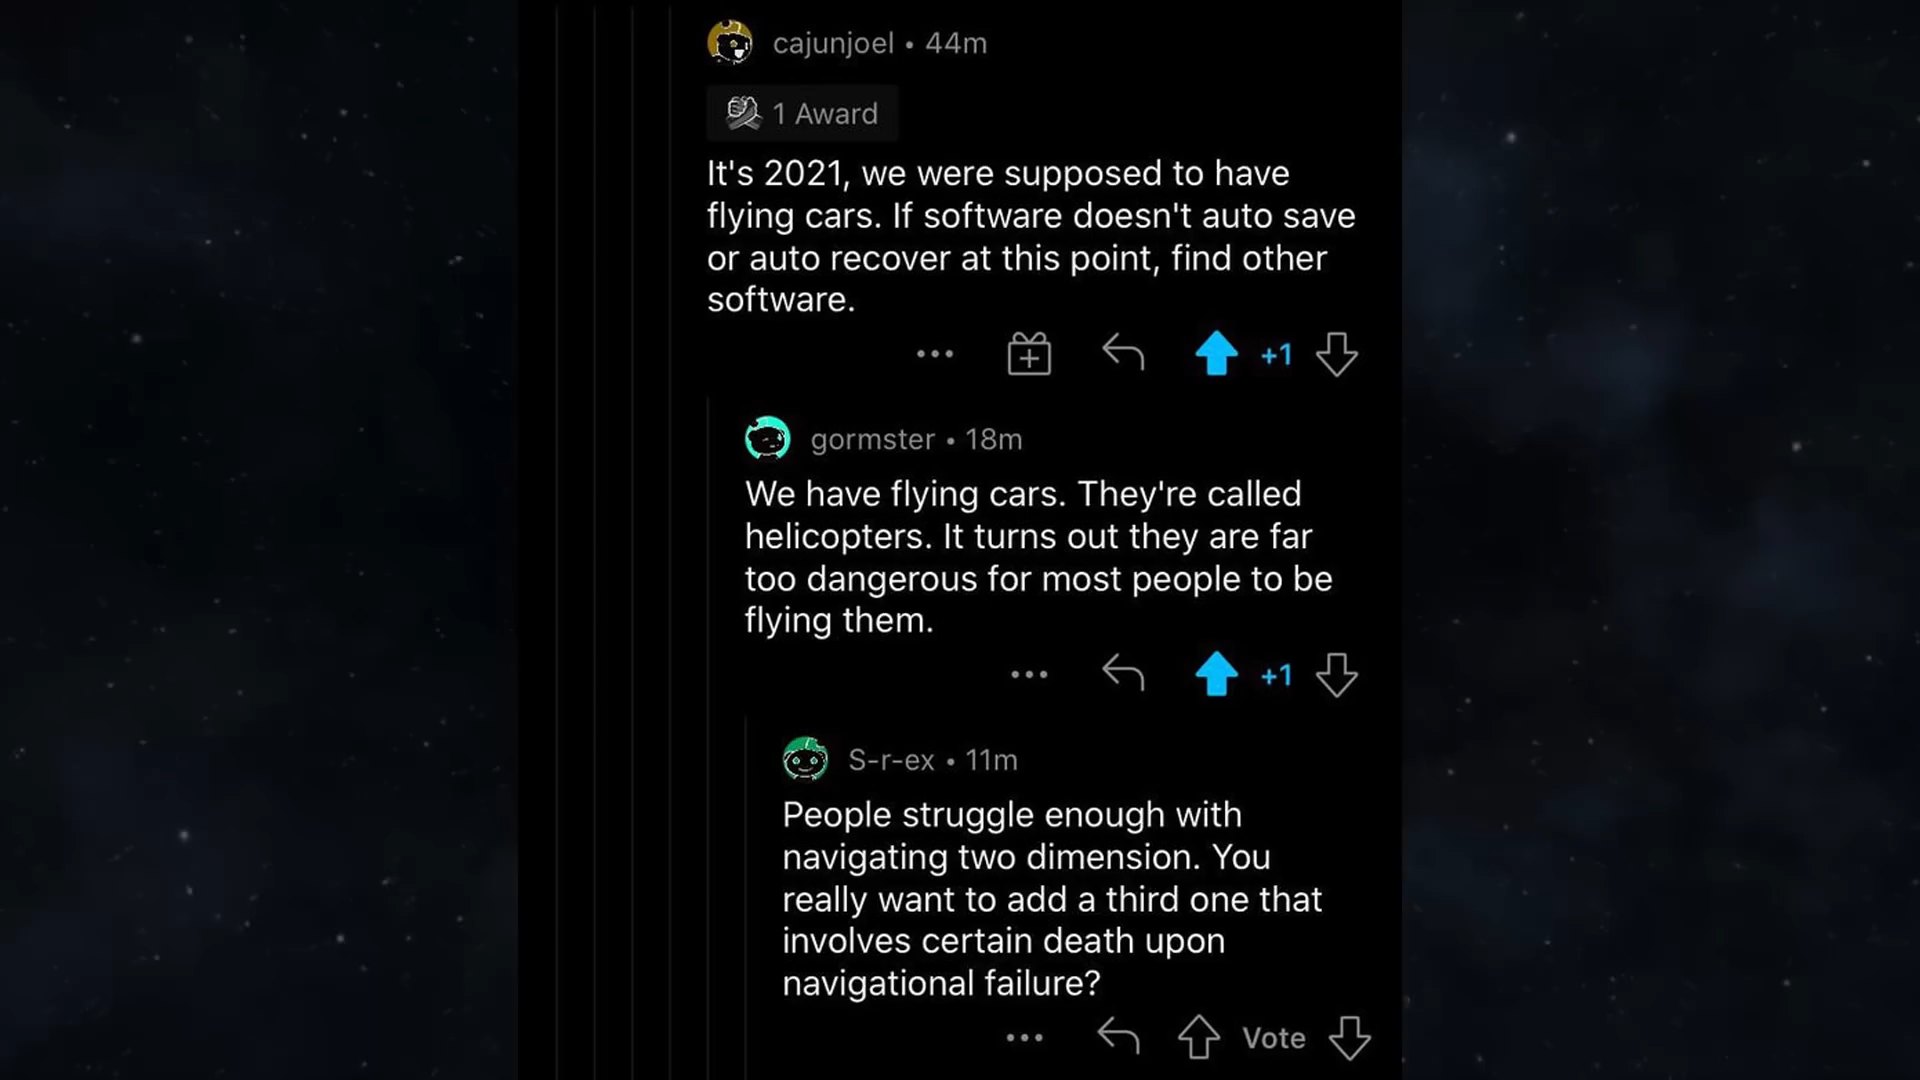 cajunjoel • 44m
1 Award
It's 2021, we were supposed to have
flying cars. If software doesn't auto save
or auto recover at this point, find other
software.
+1
gormster • 18m
We have flying cars. They're called
helicopters. It turns out they are far
too dangerous for most people to be
flying them.
+1
S-r-ex • 11m
People struggle enough with
navigating two dimension. You
really want to add a third one that
involves certain death upon
navigational failure?
Vote